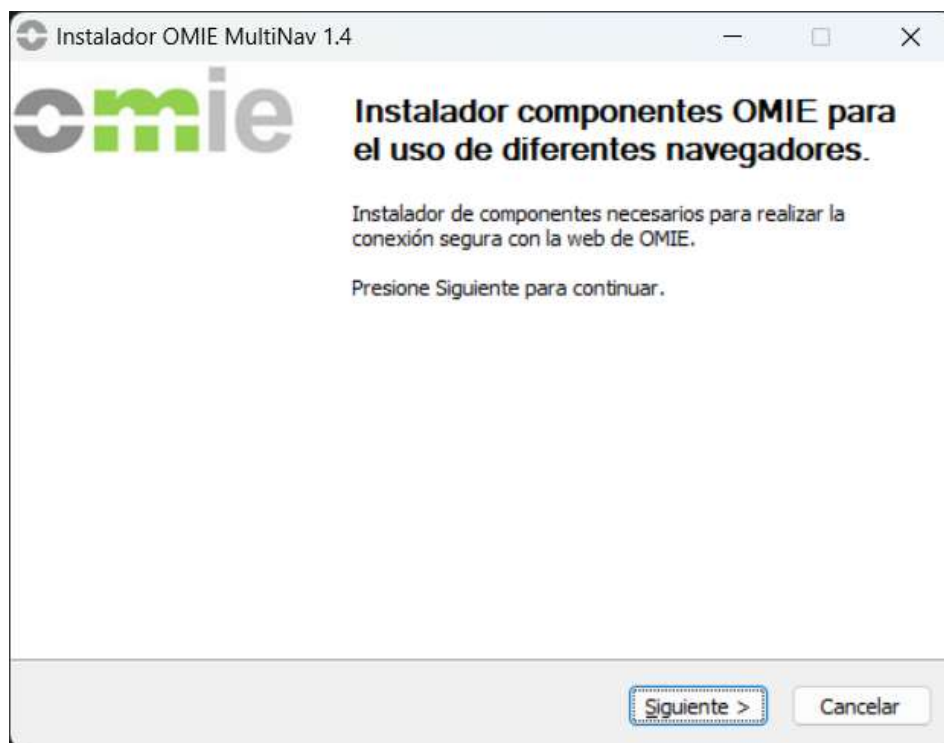 Instalador OMIE MultiNav 1.4
omie
Instalador componentes OMIE para
el uso de diferentes navegadores.
Instalador de componentes necesarios para realizar la
conexión segura con la web de OMIE.
Presione Siguiente para continuar.
Siguiente >
Cancelar